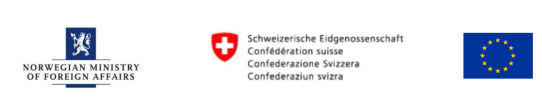 NORWEGIAN MINISTRY
OF FOREIGN AFFAIRS
Schweizerische Eidgenossenschaft
Confédération suisse
Confederazione Svizzera
Confederaziun svizra